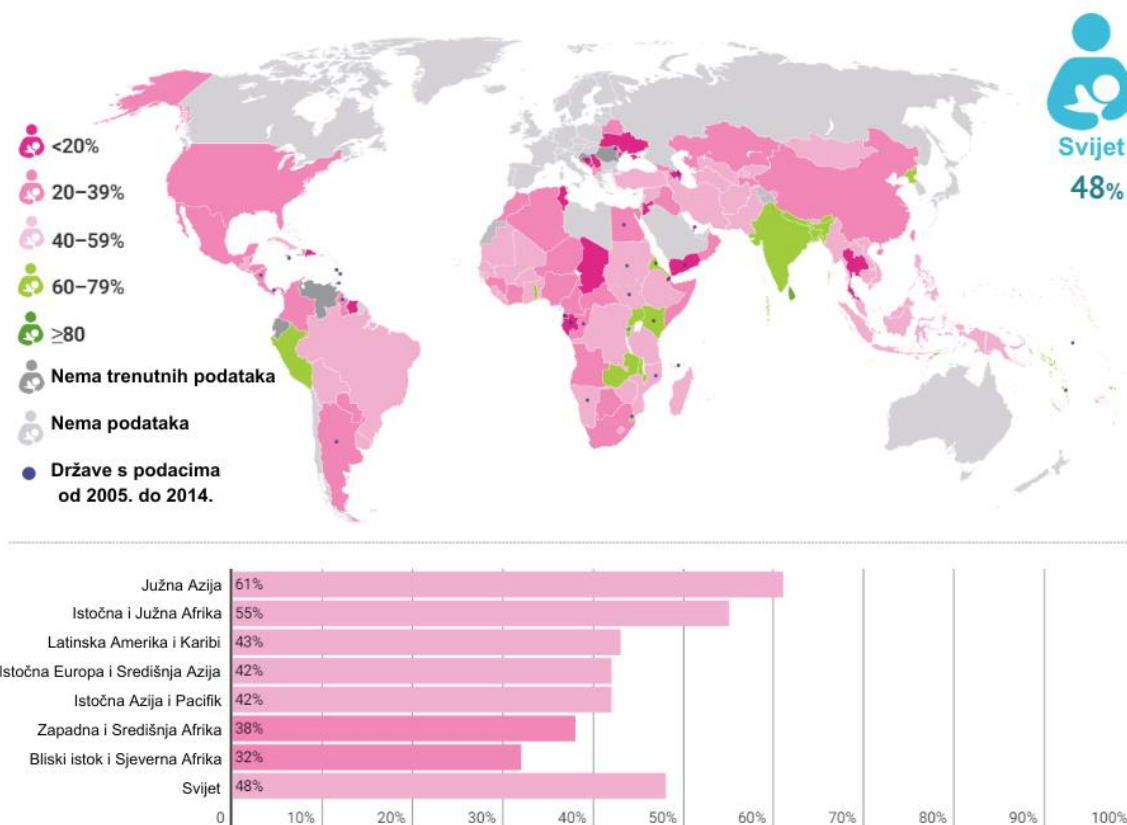 Svijet
48%
<20%
20–39%
40–59%
60–79%
≥80
Nema trenutnih podataka
Nema podataka
Države s podacima
od 2005. do 2014.
Južna Azija 61%
Istočna i Južna Afrika 55%
Latinska Amerika i Karibi 43%
Istočna Europa i Središnja Azija 42%
Istočna Azija i Pacifik 42%
Zapadna i Središnja Afrika 38%
Bliski istok i Sjeverna Afrika 32%
Svijet 48%
0 10% 20% 30% 40% 50% 60% 70% 80% 90% 100%